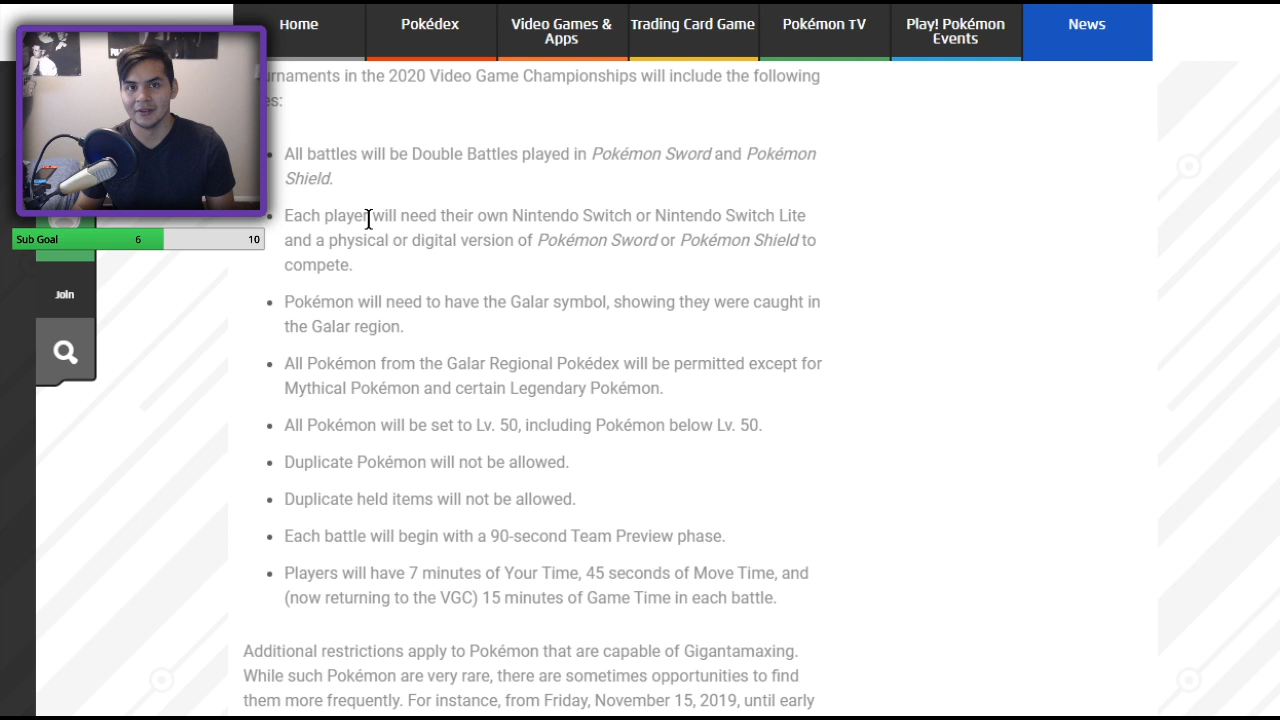 Home
Pokédex
Video Games &
Apps
Trading Card Game
Pokémon TV
Play! Pokémon
Events
News
urnaments in the 2020 Video Game Championships will include the following
es:
All battles will be Double Battles played in Pokémon Sword and Pokémon
Shield.
Each player will need their own Nintendo Switch or Nintendo Switch Lite
and a physical or digital version of Pokémon Sword or Pokémon Shield to
compete.
Pokémon will need to have the Galar symbol, showing they were caught in
the Galar region.
All Pokémon from the Galar Regional Pokédex will be permitted except for
Mythical Pokémon and certain Legendary Pokémon.
All Pokémon will be set to Lv. 50, including Pokémon below Lv. 50.
Duplicate Pokémon will not be allowed.
Duplicate held items will not be allowed.
Each battle will begin with a 90-second Team Preview phase.
Players will have 7 minutes of Your Time, 45 seconds of Move Time, and
(now returning to the VGC) 15 minutes of Game Time in each battle.
Additional restrictions apply to Pokémon that are capable of Gigantamaxing.
While such Pokémon are very rare, there are sometimes opportunities to find
them more frequently. For instance, from Friday, November 15, 2019, until early
Sub Goal 6 10
Join